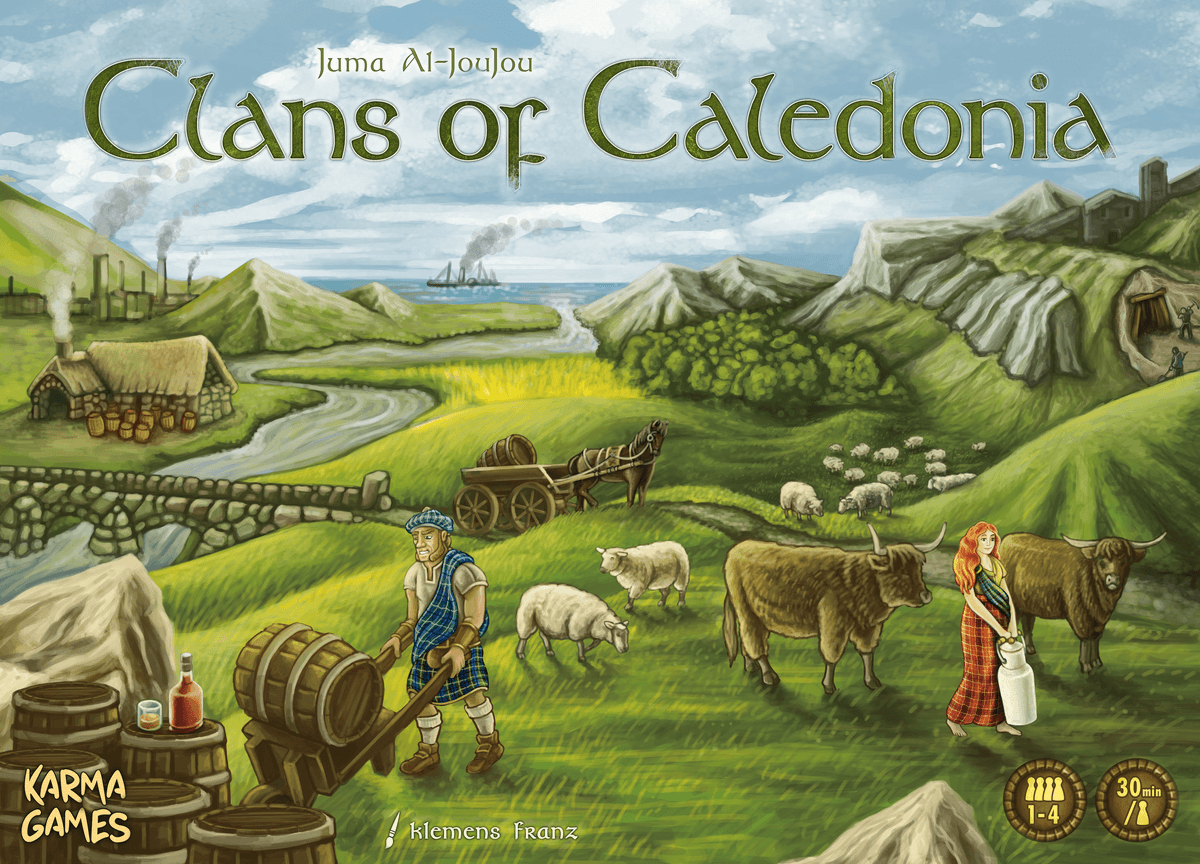 Juma Al-JouJou
Clans of Caledonia
KARMA
GAMES
klemens franz
1-4
30min
/